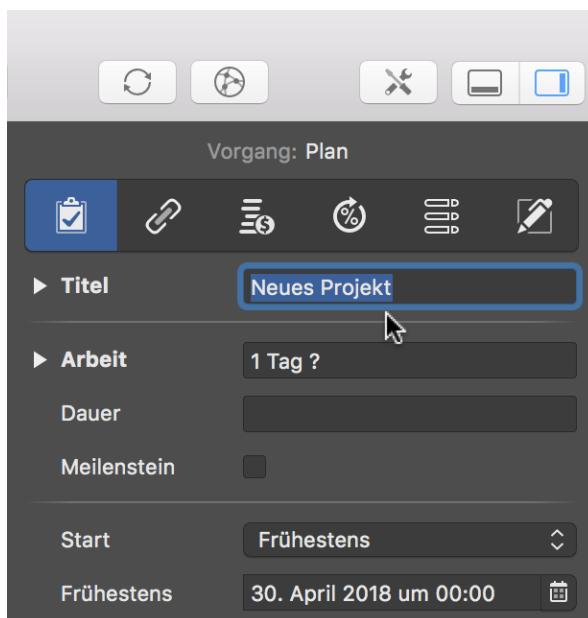 Vorgang: Plan
Titel Neues Projekt
Arbeit 1 Tag ?
Dauer
Meilenstein
Start Frühestens
Frühestens 30. April 2018 um 00:00